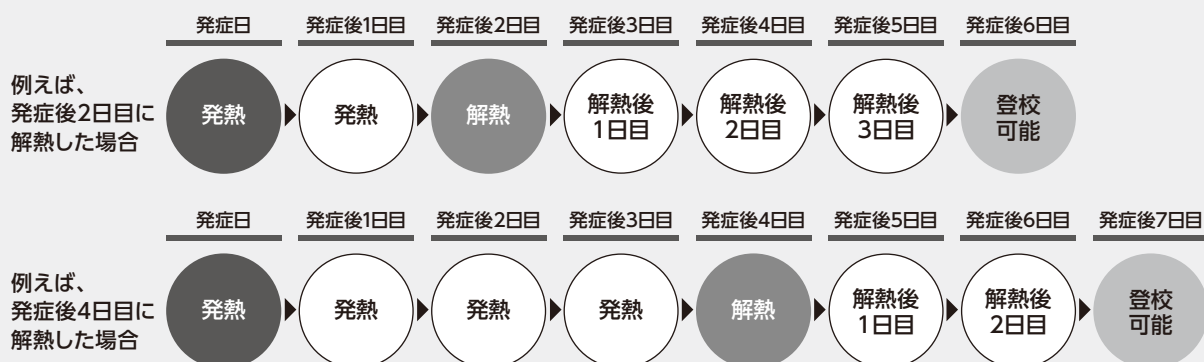 発症日 発症後1日目 発症後2日目 発症後3日目 発症後4日目 発症後5日目 発症後6日目
例えば、
発症後2日目に
解熱した場合
発熱 発熱 解熱 解熱後 解熱後 解熱後 登校
1日目 2日目 3日目 可能
発症日 発症後1日目 発症後2日目 発症後3日目 発症後4日目 発症後5日目 発症後6日目 発症後7日目
例えば、
発症後4日目に
解熱した場合
発熱 発熱 発熱 発熱 解熱 解熱後 解熱後 登校
1日目 2日目 可能